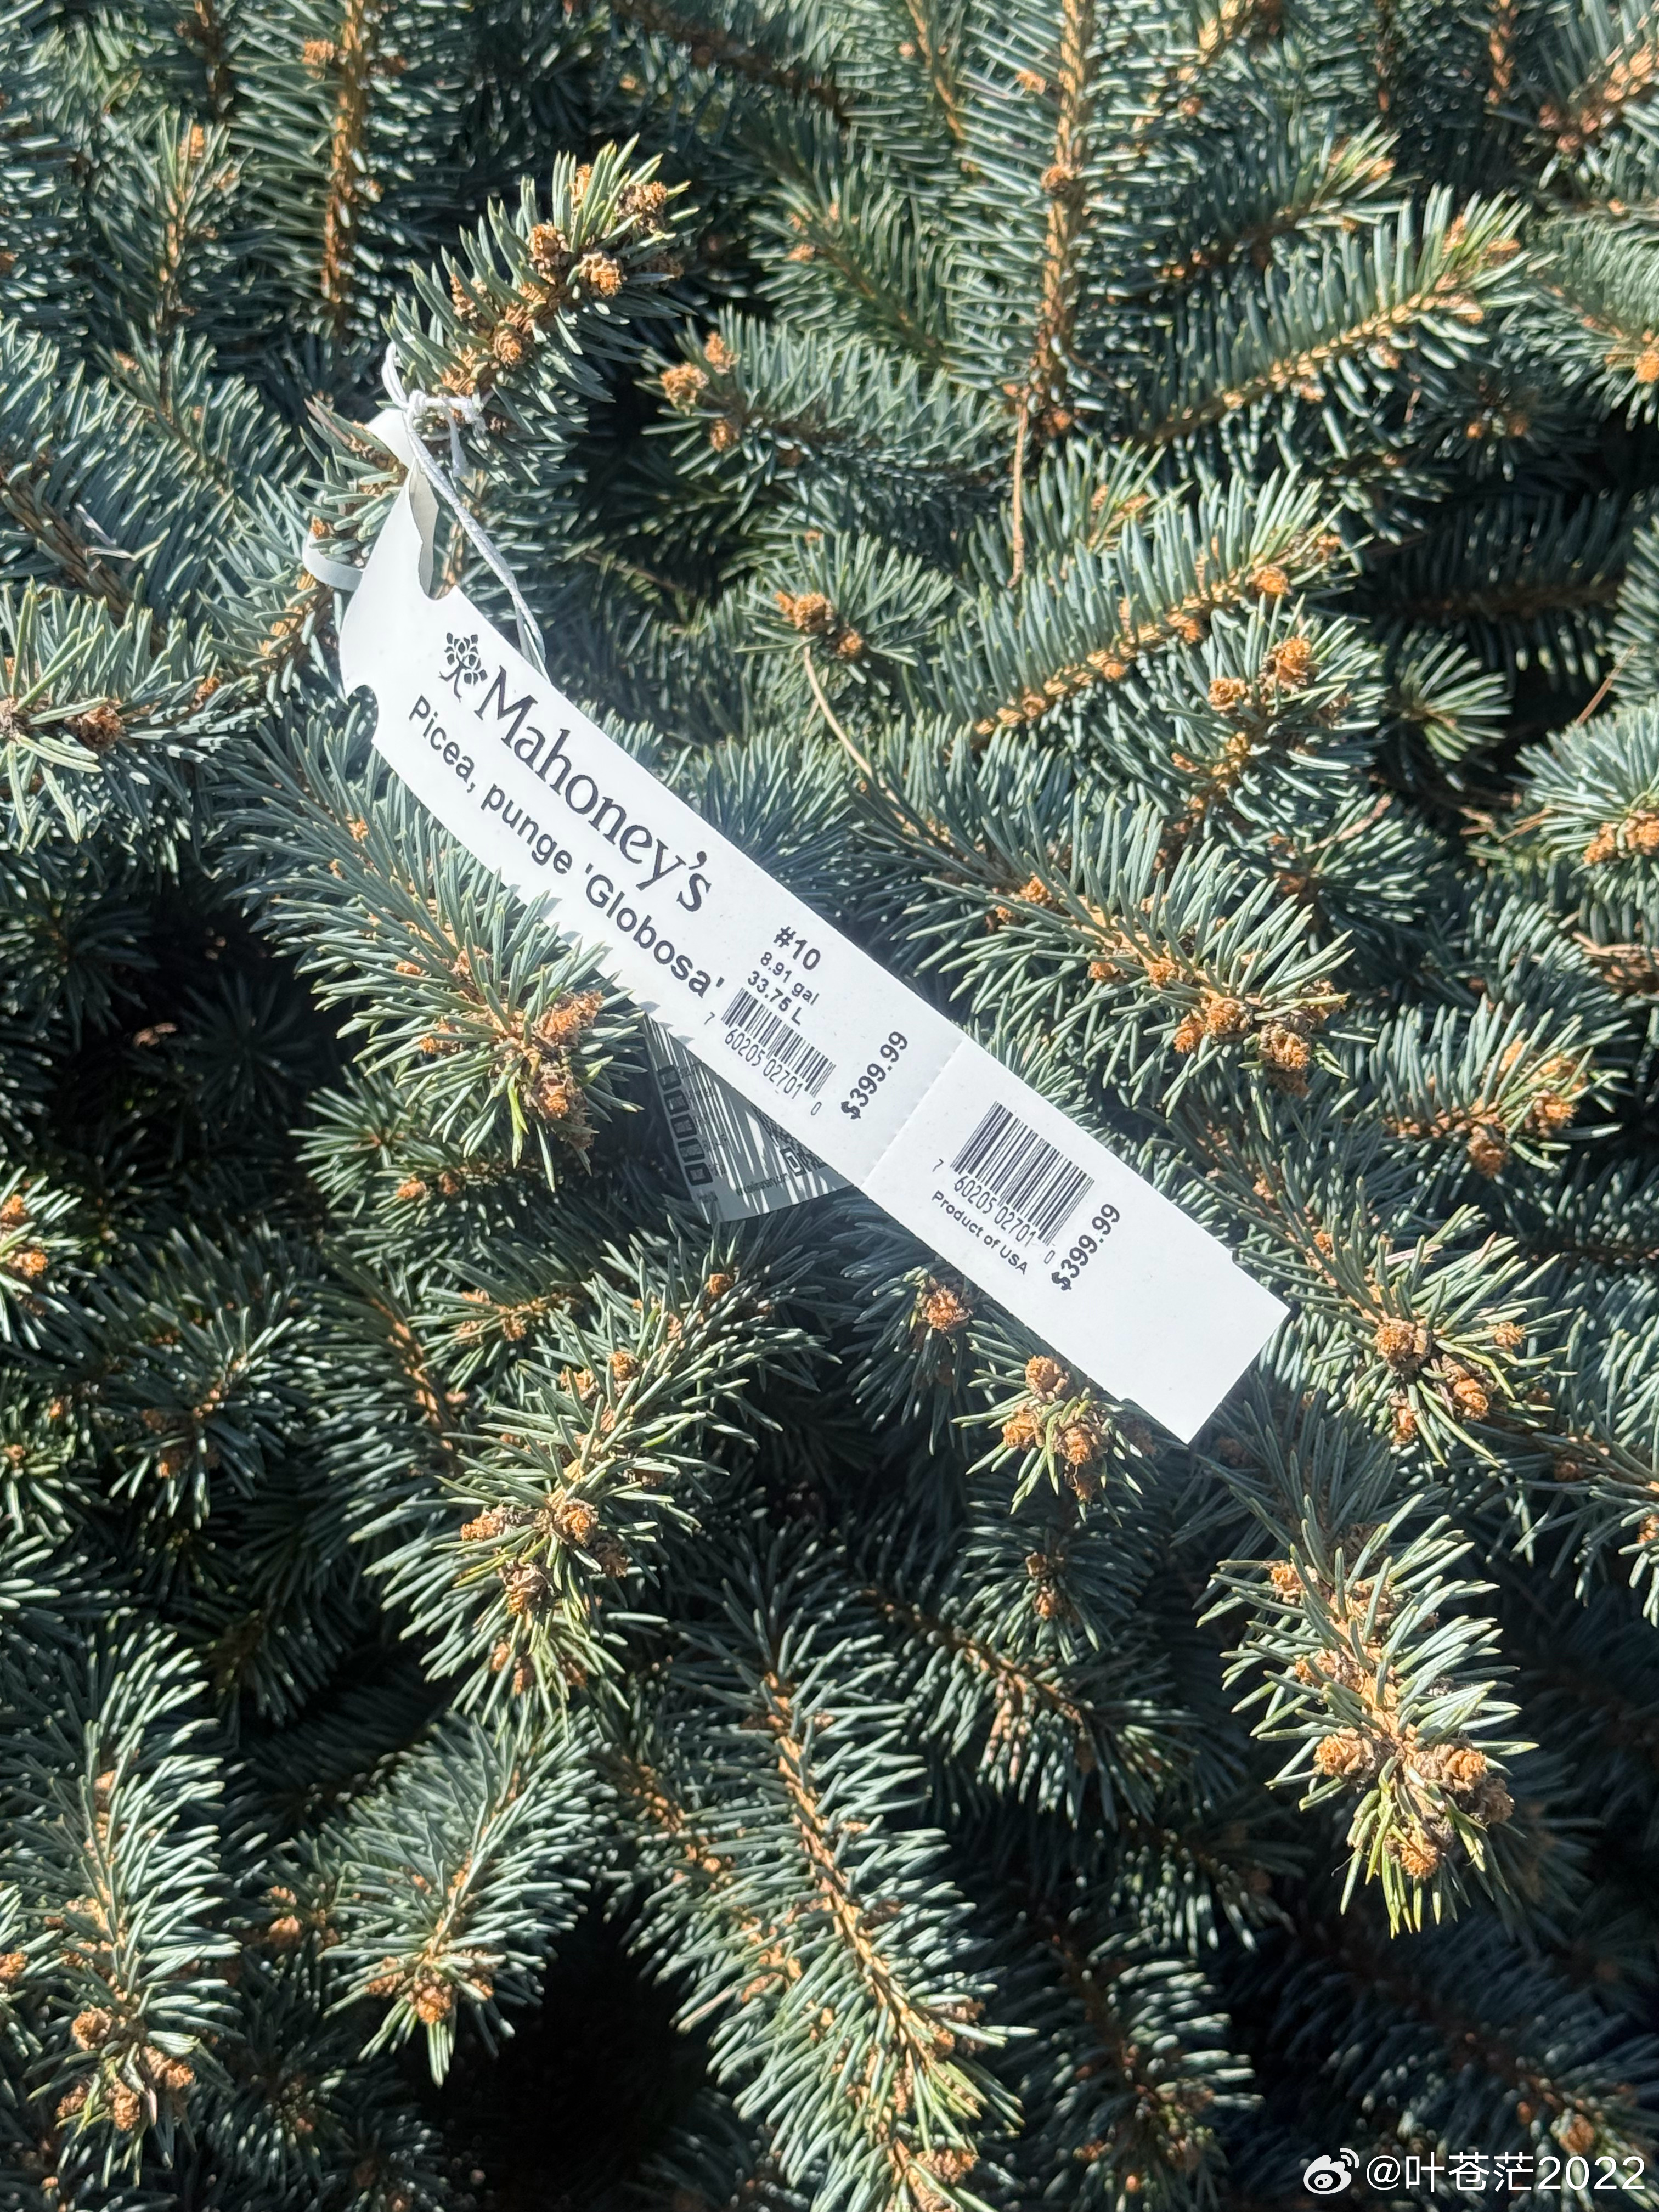 Mahoney's
Picea, punge 'Globosa'
#10
8.91 gal
33.75 L
7 60205 02701 0
$399.99
7 60205 02701 0
Product of USA
$399.99
@叶苍茫2022